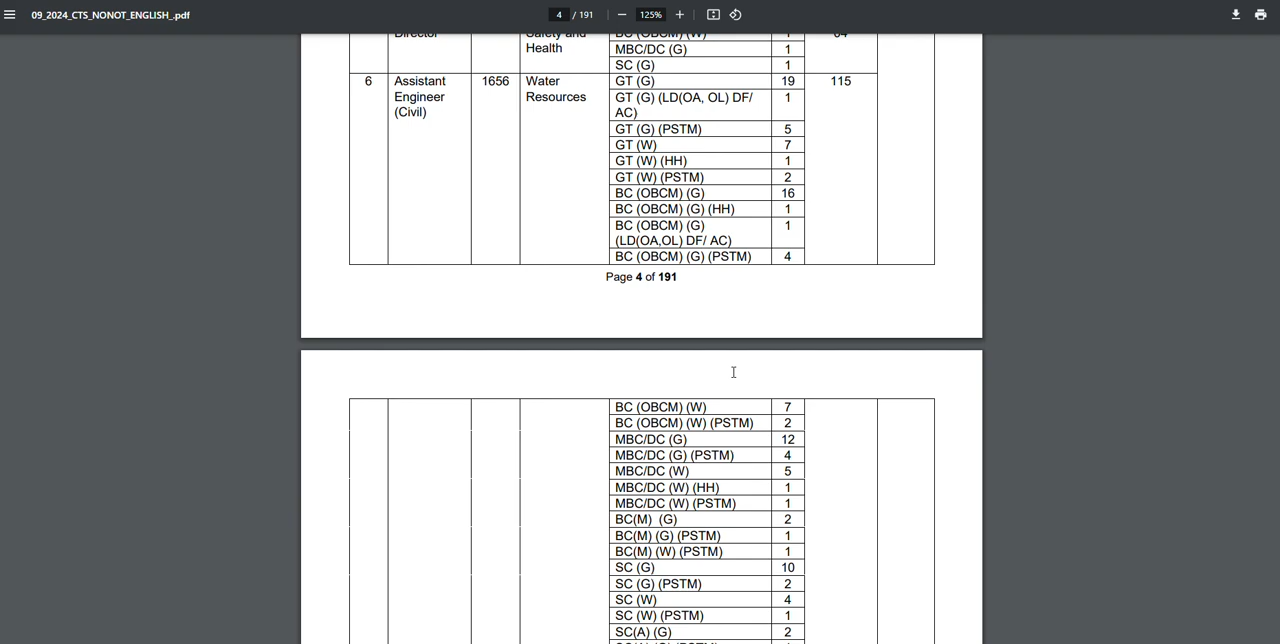 09_2024_CTS_NONOT_ENGLISH_.pdf
4 / 191
125%
Director
Safety and
BC (OBCM) (W)
1
04
Health
MBC/DC (G)
1
SC (G)
1
6
Assistant
1656
Water
GT (G)
19
115
Engineer
Resources
GT (G) (LD(OA, OL) DF/
1
(Civil)
AC)
GT (G) (PSTM)
5
GT (W)
7
GT (W) (HH)
1
GT (W) (PSTM)
2
BC (OBCM) (G)
16
BC (OBCM) (G) (HH)
1
BC (OBCM) (G)
1
(LD(OA,OL) DF/ AC)
BC (OBCM) (G) (PSTM)
4
Page 4 of 191
BC (OBCM) (W)
7
BC (OBCM) (W) (PSTM)
2
MBC/DC (G)
12
MBC/DC (G) (PSTM)
4
MBC/DC (W)
5
MBC/DC (W) (HH)
1
MBC/DC (W) (PSTM)
1
BC(M) (G)
2
BC(M) (G) (PSTM)
1
BC(M) (W) (PSTM)
1
SC (G)
10
SC (G) (PSTM)
2
SC (W)
4
SC (W) (PSTM)
1
SC(A) (G)
2